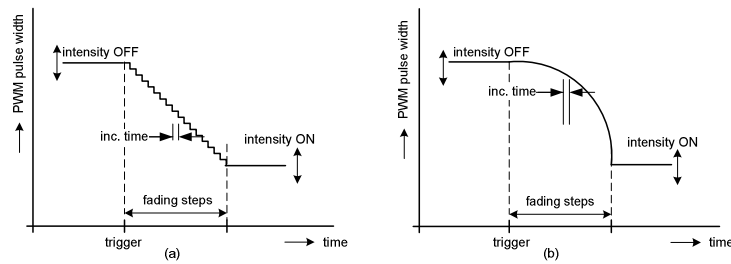 PWM pulse width
intensity OFF
inc. time
intensity ON
fading steps
trigger
time
(a)
PWM pulse width
intensity OFF
inc. time
intensity ON
fading steps
trigger
time
(b)